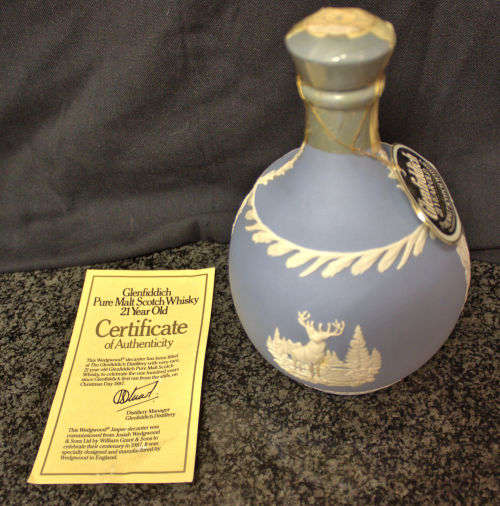 Glenfiddich
Pure Malt Scotch Whisky
21 Year Old
Certificate
of Authenticity
This Wedgwood® decanter has been filled
at The Glenfiddich Distillery with very rare
21 year old Glenfiddich Pure Malt Scotch
Whisky to celebrate the one hundred years
since Glenfiddich first ran from the stills, on
Christmas Day 1887.
Distillery Manager
Glenfiddich Distillery
This Wedgwood® Jasper decanter was
commissioned from Josiah Wedgwood
& Sons Ltd by William Grant & Sons to
celebrate their centenary in 1987. It was
specially designed and manufactured by
Wedgwood in England.
Glenfiddich